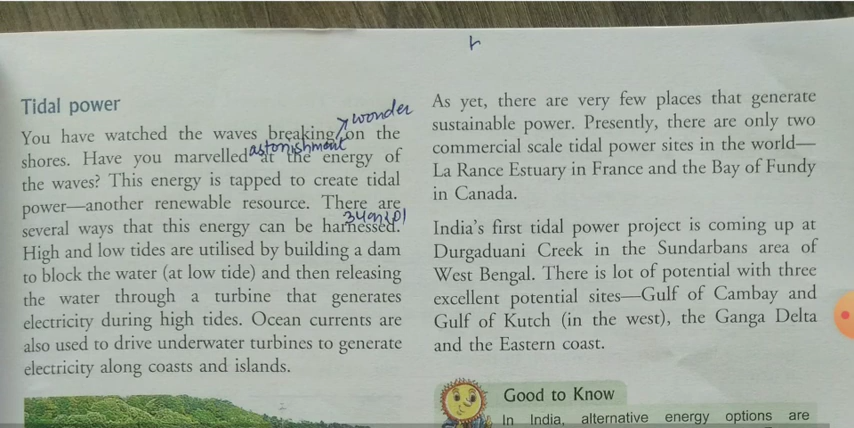 Tidal power
wonder
You have watched the waves breaking on the
astonishment
shores. Have you marvelled at the energy of
the waves? This energy is tapped to create tidal
power—another renewable resource. There are
several ways that this energy can be harnessed.
High and low tides are utilised by building a dam
to block the water (at low tide) and then releasing
the water through a turbine that generates
electricity during high tides. Ocean currents are
also used to drive underwater turbines to generate
electricity along coasts and islands.
As yet, there are very few places that generate
sustainable power. Presently, there are only two
commercial scale tidal power sites in the world—
La Rance Estuary in France and the Bay of Fundy
in Canada.
India's first tidal power project is coming up at
Durgaduani Creek in the Sundarbans area of
West Bengal. There is lot of potential with three
excellent potential sites—Gulf of Cambay and
Gulf of Kutch (in the west), the Ganga Delta
and the Eastern coast.
Good to Know
In India, alternative energy options are